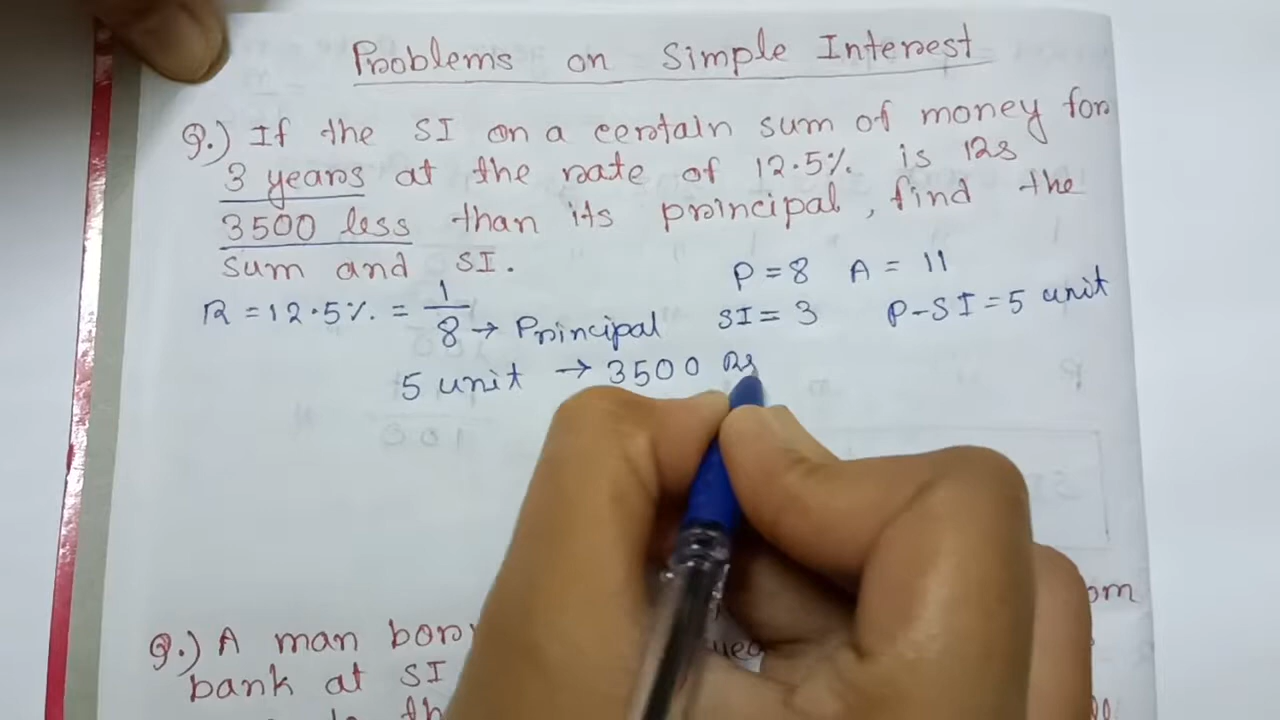 Problems on Simple Interest
Q.) If the SI on a certain sum of money for
3 years at the rate of 12.5% is Rs
3500 less than its principal, find the
sum and SI.
P = 8 A = 11
R = 12.5% = 1/8 → Principal SI = 3 P-SI = 5 unit
5 unit → 3500 Rs
om
Q.) A man
bank at SI